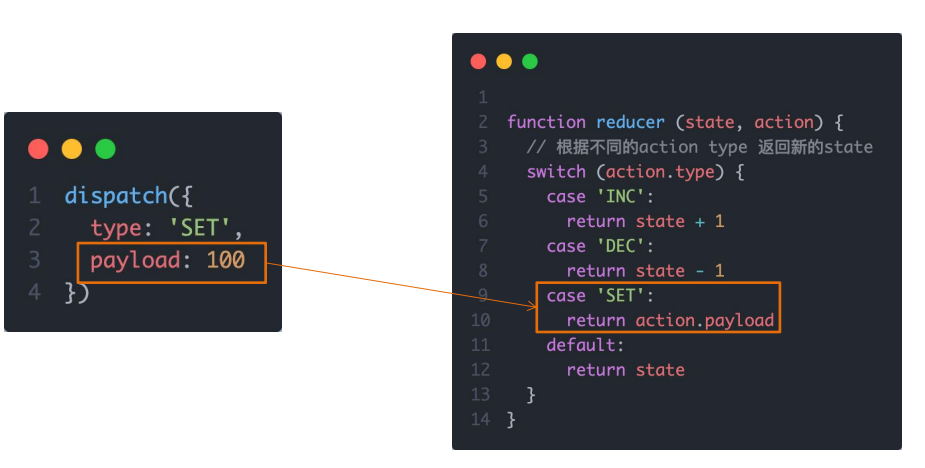 1 dispatch({
2 type: 'SET',
3 payload: 100
4 })
1
2 function reducer (state, action) {
3 // 根据不同的action type 返回新的state
4 switch (action.type) {
5 case 'INC':
6 return state + 1
7 case 'DEC':
8 return state - 1
9 case 'SET':
10 return action.payload
11 default:
12 return state
13 }
14 }